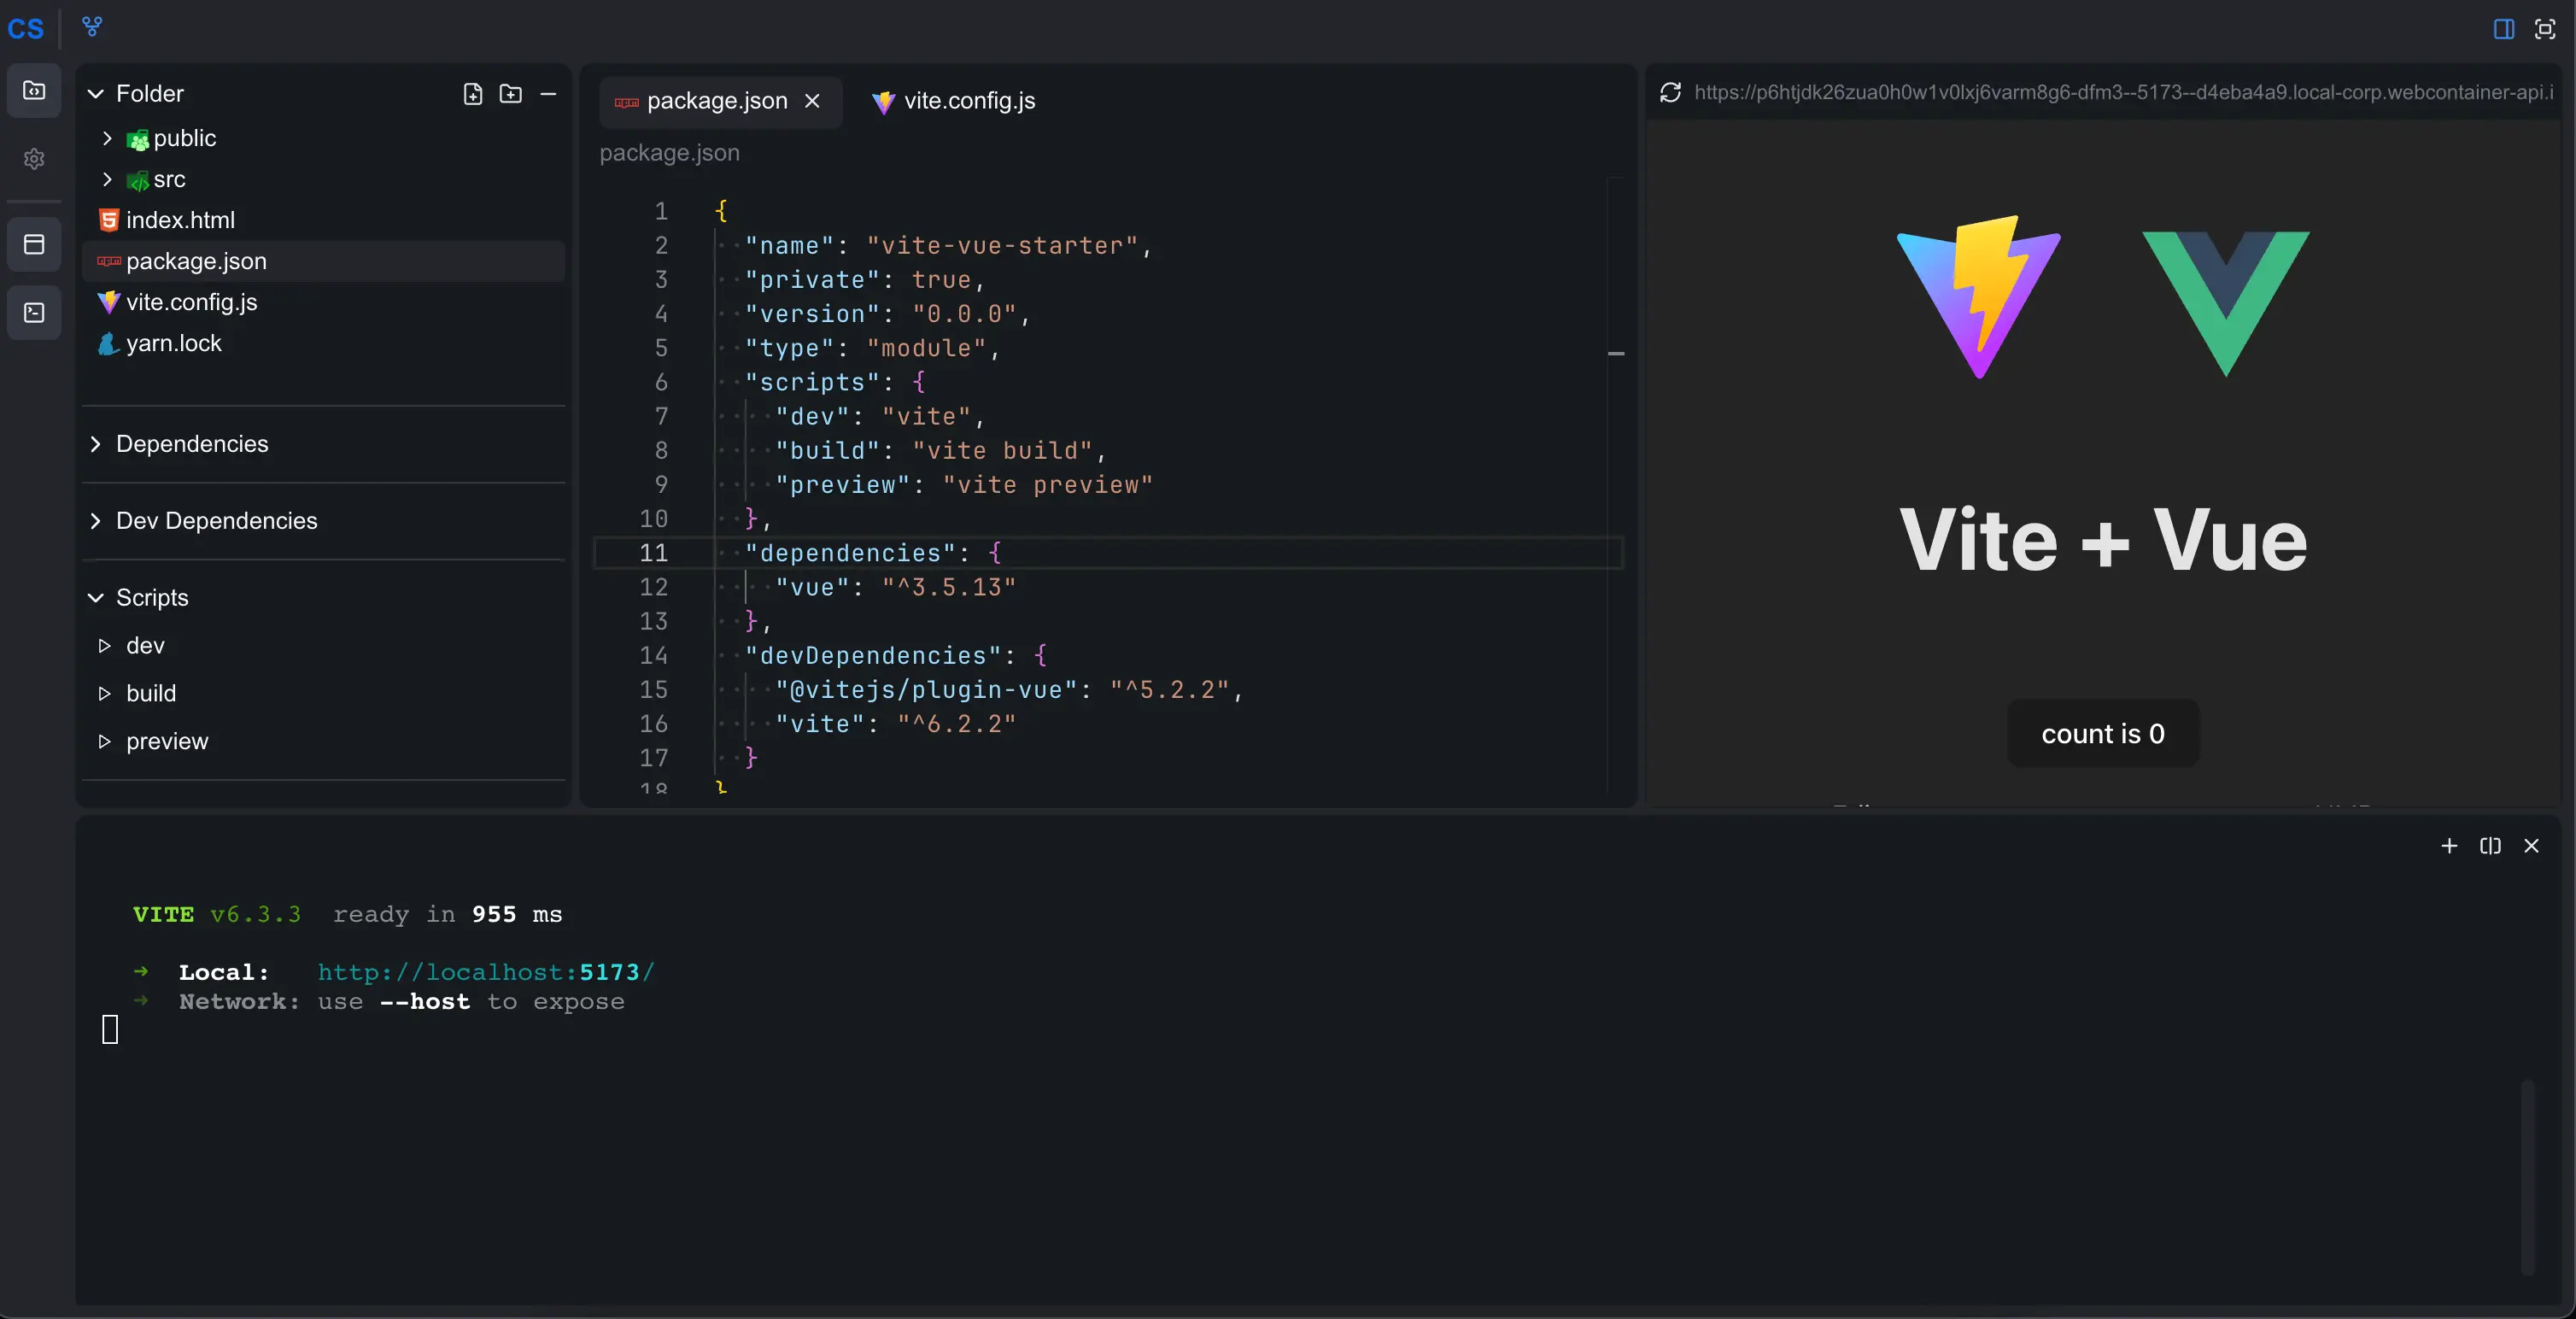 CS
Folder
public
src
index.html
package.json
vite.config.js
yarn.lock
Dependencies
Dev Dependencies
Scripts
dev
build
preview
package.json
vite.config.js
package.json
1 {
2 "name": "vite-vue-starter",
3 "private": true,
4 "version": "0.0.0",
5 "type": "module",
6 "scripts": {
7 "dev": "vite",
8 "build": "vite build",
9 "preview": "vite preview"
10 },
11 "dependencies": {
12 "vue": "^3.5.13"
13 },
14 "devDependencies": {
15 "@vitejs/plugin-vue": "^5.2.2",
16 "vite": "^6.2.2"
17 }
18 }
https://p6htjdk26zua0h0w1v0lxj6varm8g6-dfm3--5173--d4eba4a9.local-corp.webcontainer-api.i
Vite + Vue
count is 0
VITE v6.3.3 ready in 955 ms
➜ Local: http://localhost:5173/
➜ Network: use --host to expose